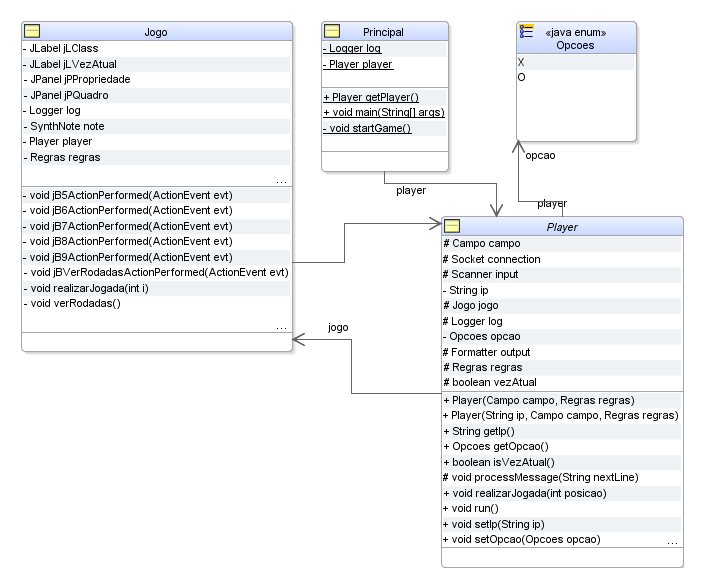 Jogo
- JLabel jLClass
- JLabel jLVezAtual
- JPanel jPPropriedade
- JPanel jPQuadro
- Logger log
- SynthNote note
- Player player
- Regras regras
...
- void jB5ActionPerformed(ActionEvent evt)
- void jB6ActionPerformed(ActionEvent evt)
- void jB7ActionPerformed(ActionEvent evt)
- void jB8ActionPerformed(ActionEvent evt)
- void jB9ActionPerformed(ActionEvent evt)
- void jBVerRodadasActionPerformed(ActionEvent evt)
- void realizarJogada(int i)
- void verRodadas()
...
Principal
- Logger log
- Player player
+ Player getPlayer()
+ void main(String[] args)
- void startGame()
«java enum»
Opcoes
X
O
opcao
player
player
jogo
Player
# Campo campo
# Socket connection
# Scanner input
- String ip
# Jogo jogo
# Logger log
- Opcoes opcao
# Formatter output
# Regras regras
# boolean vezAtual
+ Player(Campo campo, Regras regras)
+ Player(String ip, Campo campo, Regras regras)
+ String getIp()
+ Opcoes getOpcao()
+ boolean isVezAtual()
# void processMessage(String nextLine)
+ void realizarJogada(int posicao)
+ void run()
+ void setIp(String ip)
+ void setOpcao(Opcoes opcao) ...